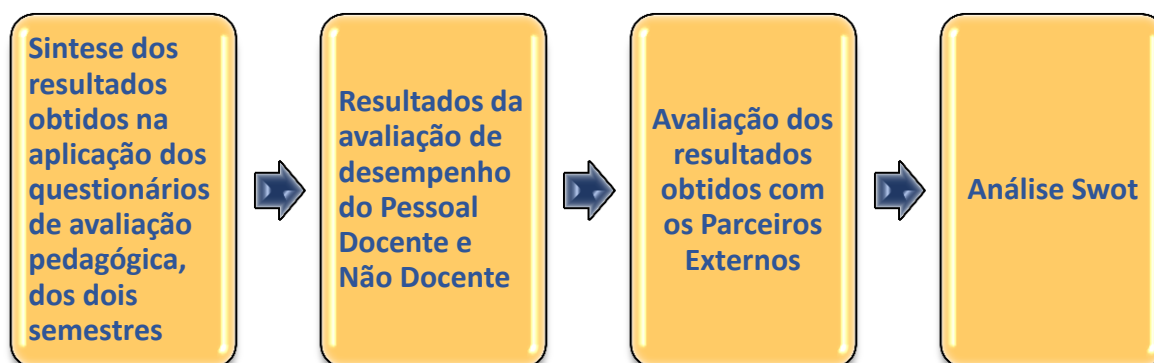 Sintese dos
resultados
obtidos na
aplicação dos
questionários
de avaliação
pedagógica,
dos dois
semestres
Resultados da
avaliação de
desempenho
do Pessoal
Docente e
Não Docente
Avaliação dos
resultados
obtidos com
os Parceiros
Externos
Análise Swot